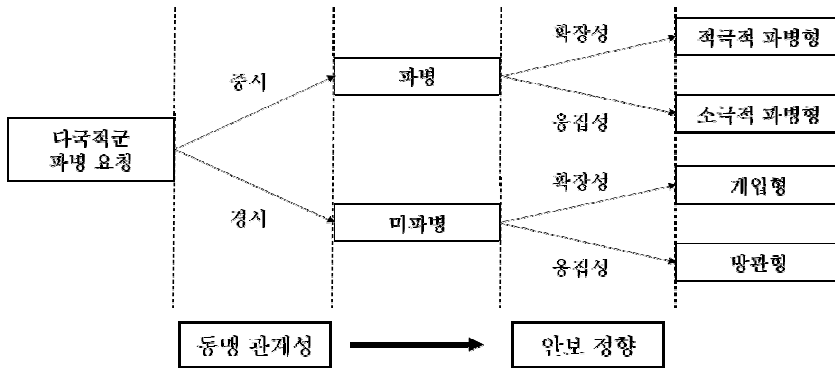 확장성
적극적 파병형
중시
파병
응집성
소극적 파병형
다국적군
파병 요청
확장성
개입형
경시
미파병
응집성
방관형
동맹 관계성
안보 정향